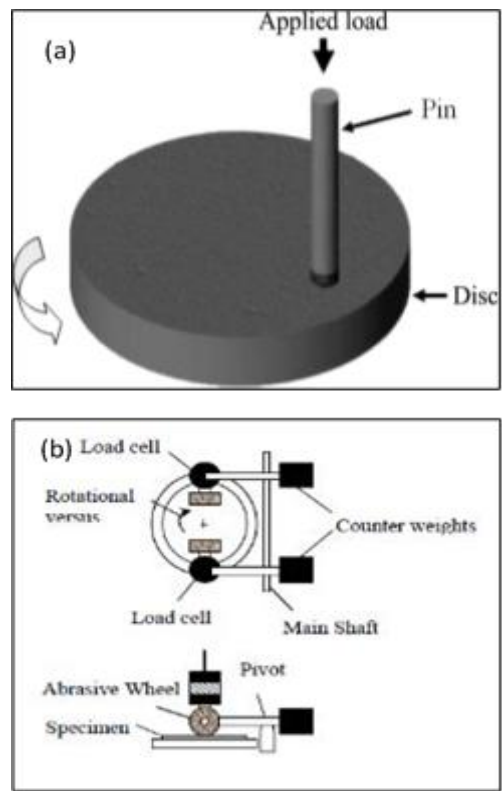 (a)
Applied load
Pin
Disc
(b)
Load cell
Rotational
versus
Counter weights
Load cell
Main Shaft
Pivot
Abrasive Wheel
Specimen